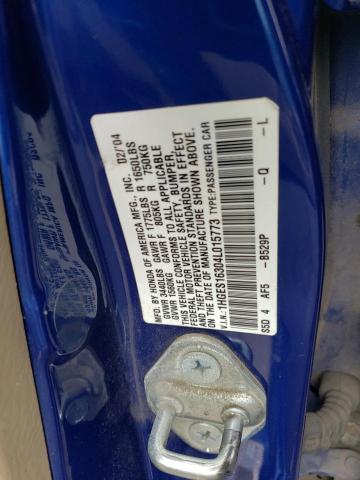 MFD. BY HONDA OF AMERICA MFG., INC. 02/'04
GVWR 3440LBS GAWR F 1775LBS R 1650LBS
GVWR 1560KG GAWR F 805KG R 750KG
THIS VEHICLE CONFORMS TO ALL APPLICABLE
FEDERAL MOTOR VEHICLE SAFETY, BUMPER,
AND THEFT PREVENTION STANDARDS IN EFFECT
ON THE DATE OF MANUFACTURE SHOWN ABOVE.
V.I.N.: 1HGES16304L015773 TYPE:PASSENGER CAR
S5D 4 AF5 -B529P -Q -L